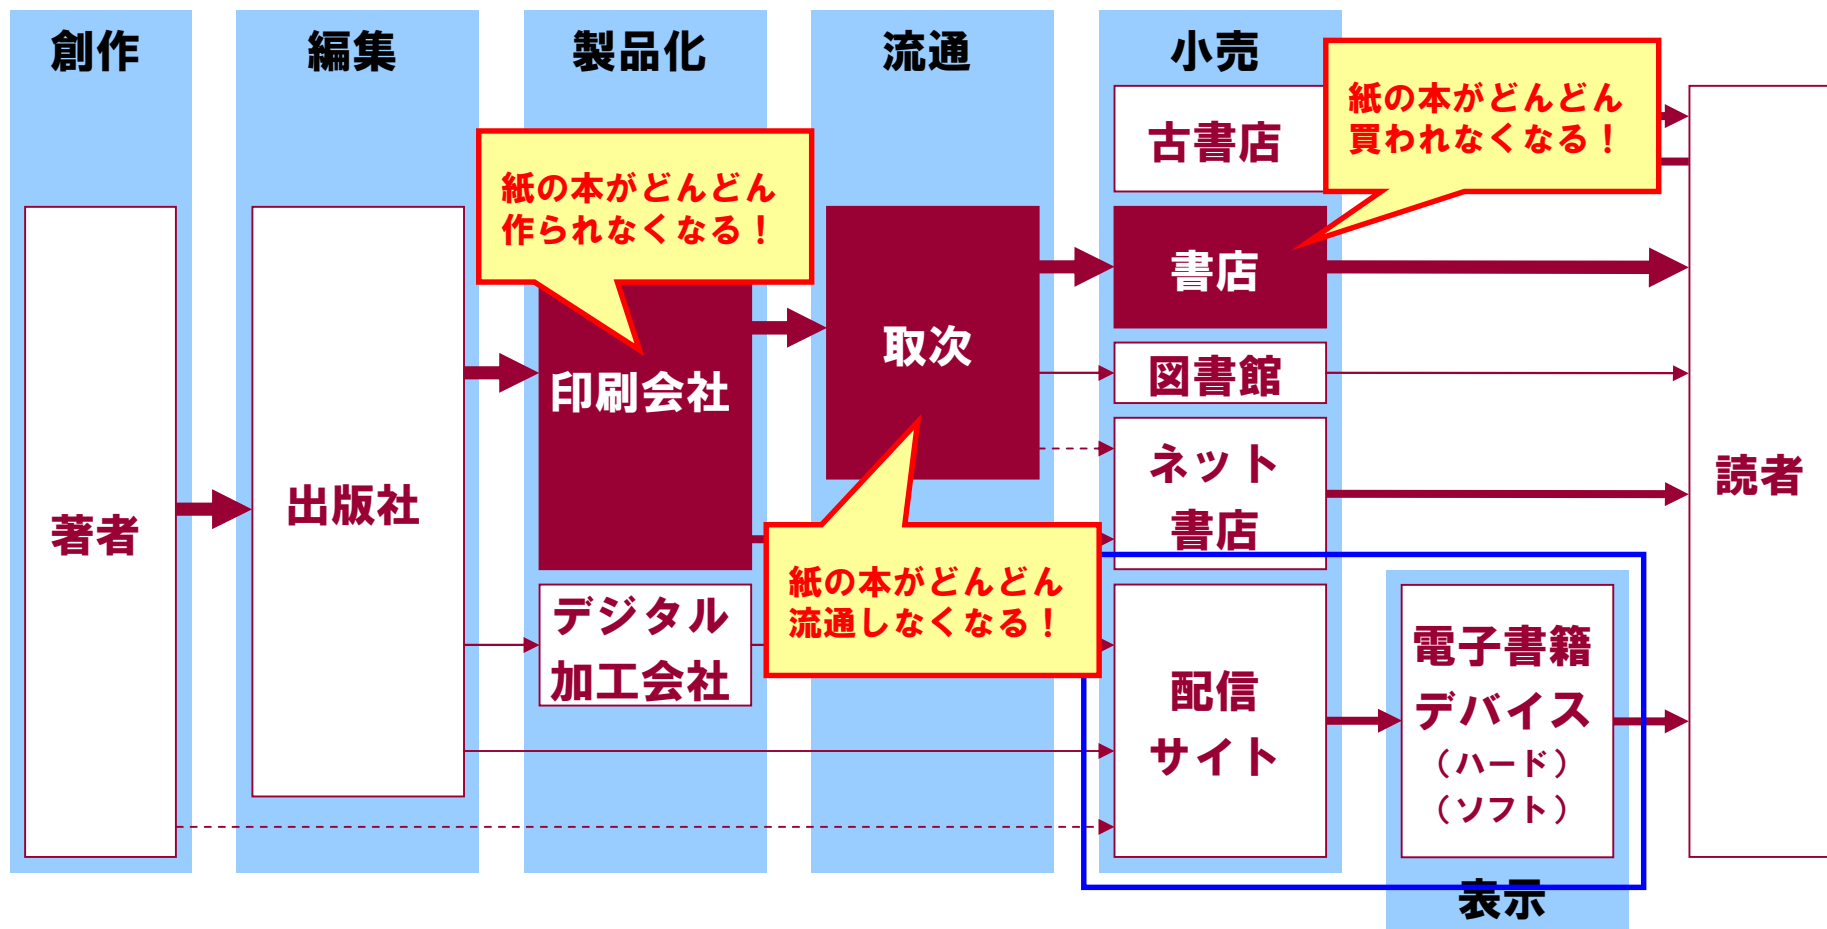 創作
編集
製品化
流通
小売
紙の本がどんどん
買われなくなる！
古書店
紙の本がどんどん
作られなくなる！
書店
取次
印刷会社
図書館
ネット
書店
著者
出版社
読者
紙の本がどんどん
流通しなくなる！
デジタル
加工会社
配信
サイト
電子書籍
デバイス
（ハード）
（ソフト）
表示